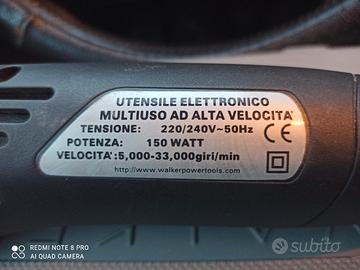 UTENSILE ELETTRONICO
MULTIUSO AD ALTA VELOCITA'
TENSIONE: 220/240V~50Hz
CE
POTENZA: 150 WATT
VELOCITA':5,000-33,000giri/min
http://www.walkerpowertools.com/
REDMI NOTE 8 PRO
AI QUAD CAMERA
subito